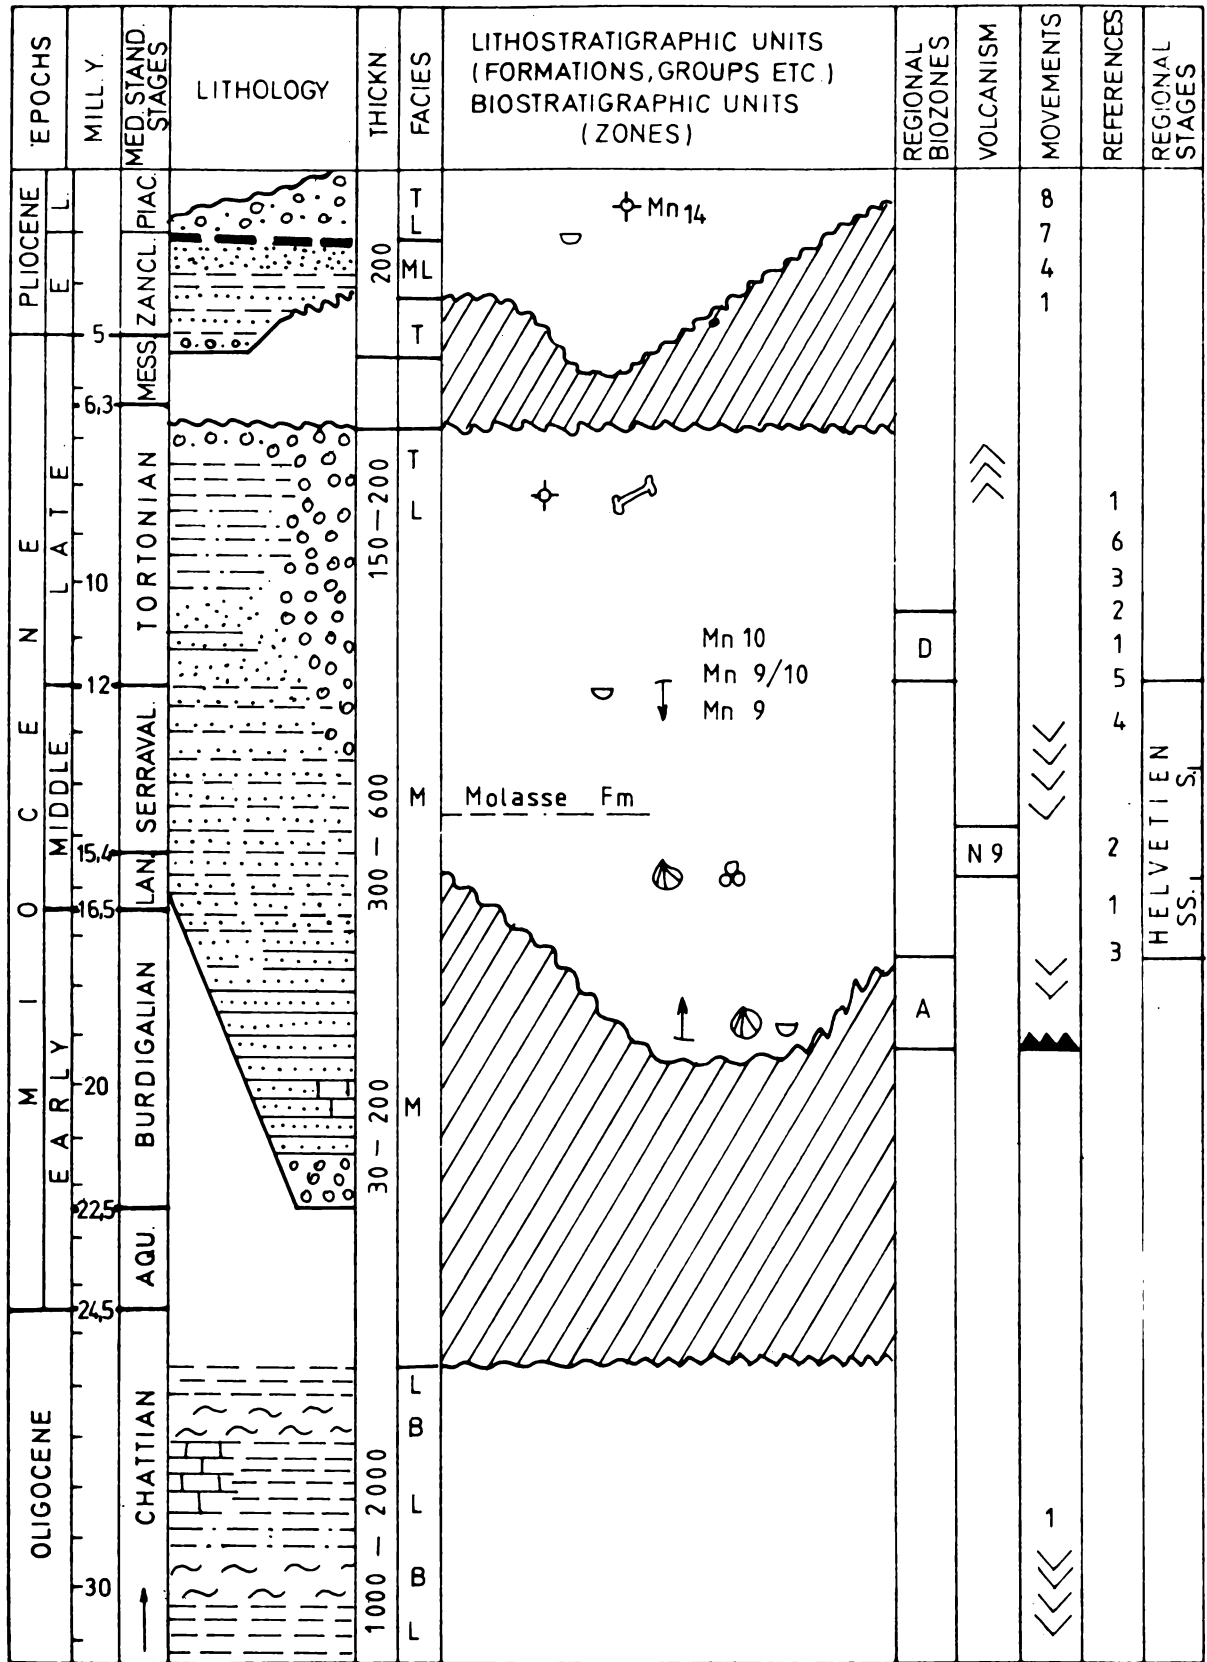 EPOCHS
MILL.Y.
MED.STAND.
STAGES
LITHOLOGY
THICKN
FACIES
LITHOSTRATIGRAPHIC UNITS
(FORMATIONS, GROUPS ETC.)
BIOSTRATIGRAPHIC UNITS
(ZONES)
REGIONAL
BIOZONES
VOLCANISM
MOVEMENTS
REFERENCES
REGIONAL
STAGES
PLIOCENE
L.
E
MIOCENE
LATE
MIDDLE
EARLY
OLIGOCENE
5
6,3
10
12
15,4
16,5
20
22,5
24,5
30
PIAC.
ZANCL.
MESS.
TORTONIAN
SERRAVAL.
LAN.
BURDIGALIAN
AQU.
CHATTIAN
200
150—200
300 — 600
30 — 200
1000 — 2000
T
L
ML
T
T
L
M
M
L
B
L
B
L
Mn 14
Mn 10
Mn 9/10
Mn 9
Molasse Fm
D
A
N 9
8
7
4
1
1
1
6
3
2
1
5
4
2
1
3
HELVETIEN
SS.
S.